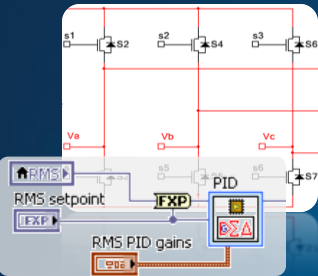 s1 S2 s2 S4 s3 S6
Va Vb Vc
s5 s6 S7
RMS
FXP PID
RMS setpoint
FXP
RMS PID gains